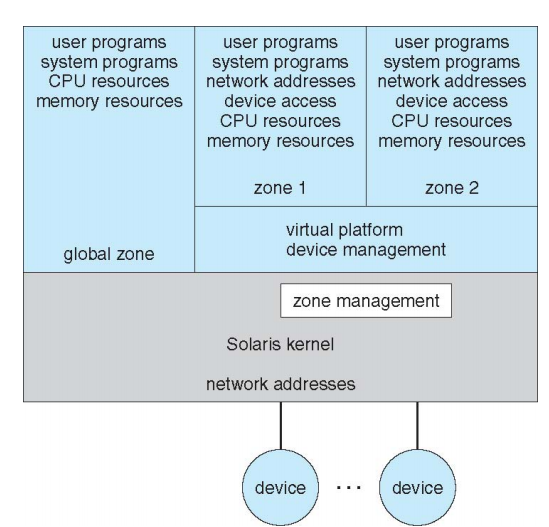 user programs
system programs
CPU resources
memory resources
global zone
user programs
system programs
network addresses
device access
CPU resources
memory resources
zone 1
user programs
system programs
network addresses
device access
CPU resources
memory resources
zone 2
virtual platform
device management
zone management
Solaris kernel
network addresses
device
...
device